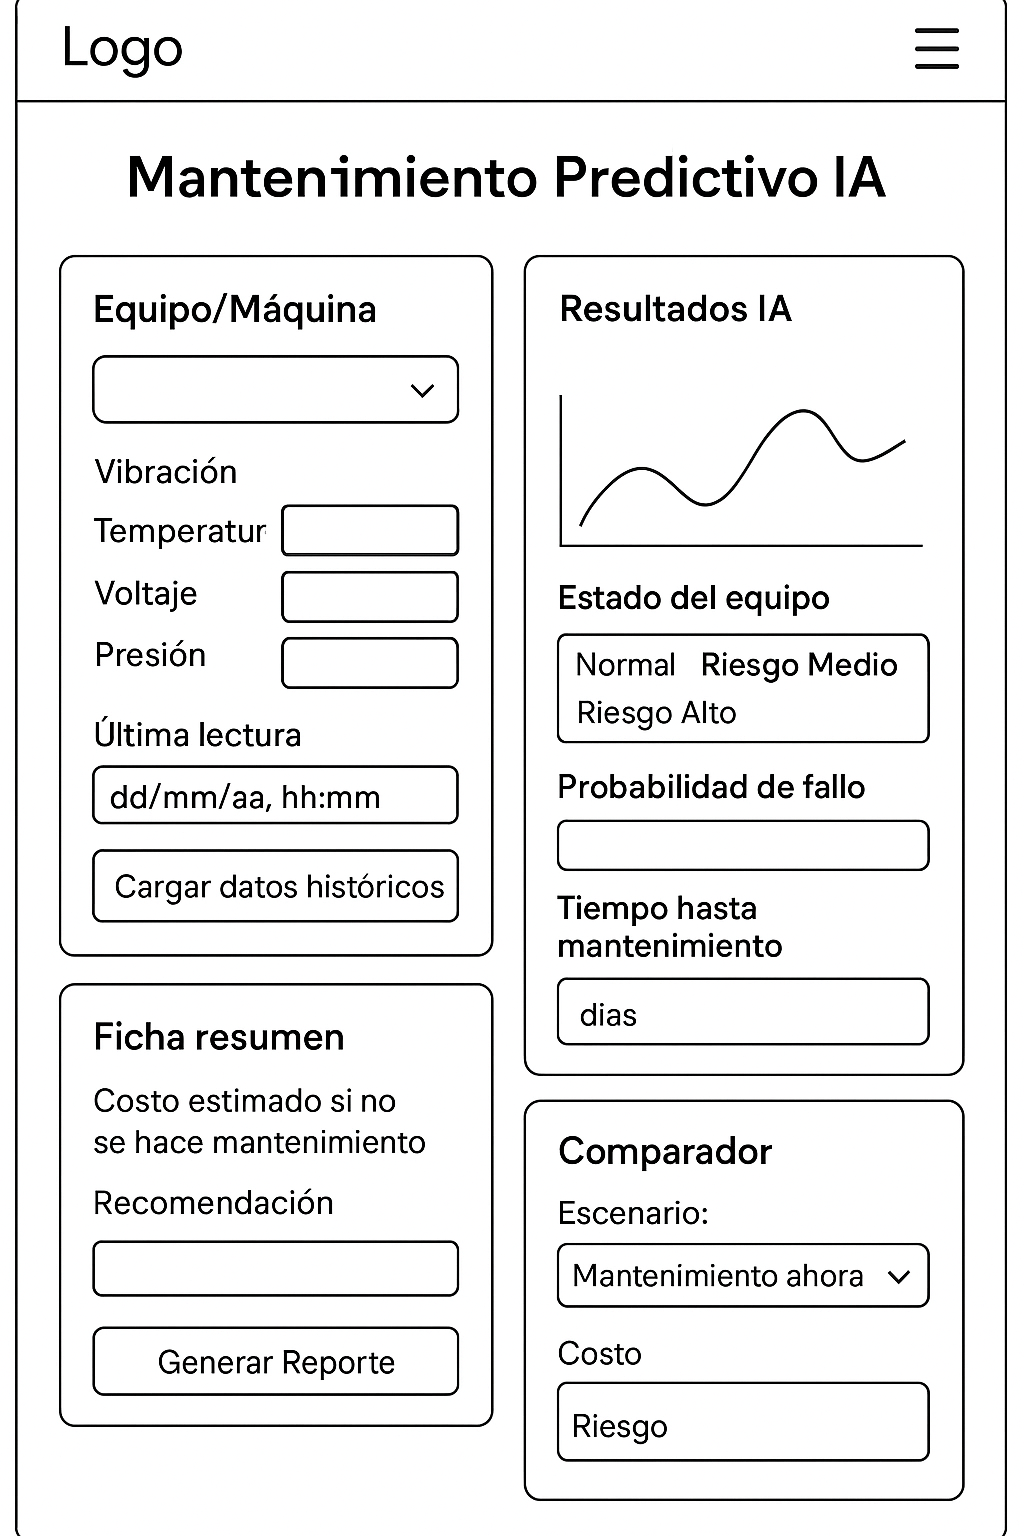 Logo
Mantenimiento Predictivo IA
Equipo/Máquina
Vibración
Temperatur
Voltaje
Presión
Última lectura
dd/mm/aa, hh:mm
Cargar datos históricos
Ficha resumen
Costo estimado si no
se hace mantenimiento
Recomendación
Generar Reporte
Resultados IA
Estado del equipo
Normal Riesgo Medio
Riesgo Alto
Probabilidad de fallo
Tiempo hasta
mantenimiento
dias
Comparador
Escenario:
Mantenimiento ahora
Costo
Riesgo